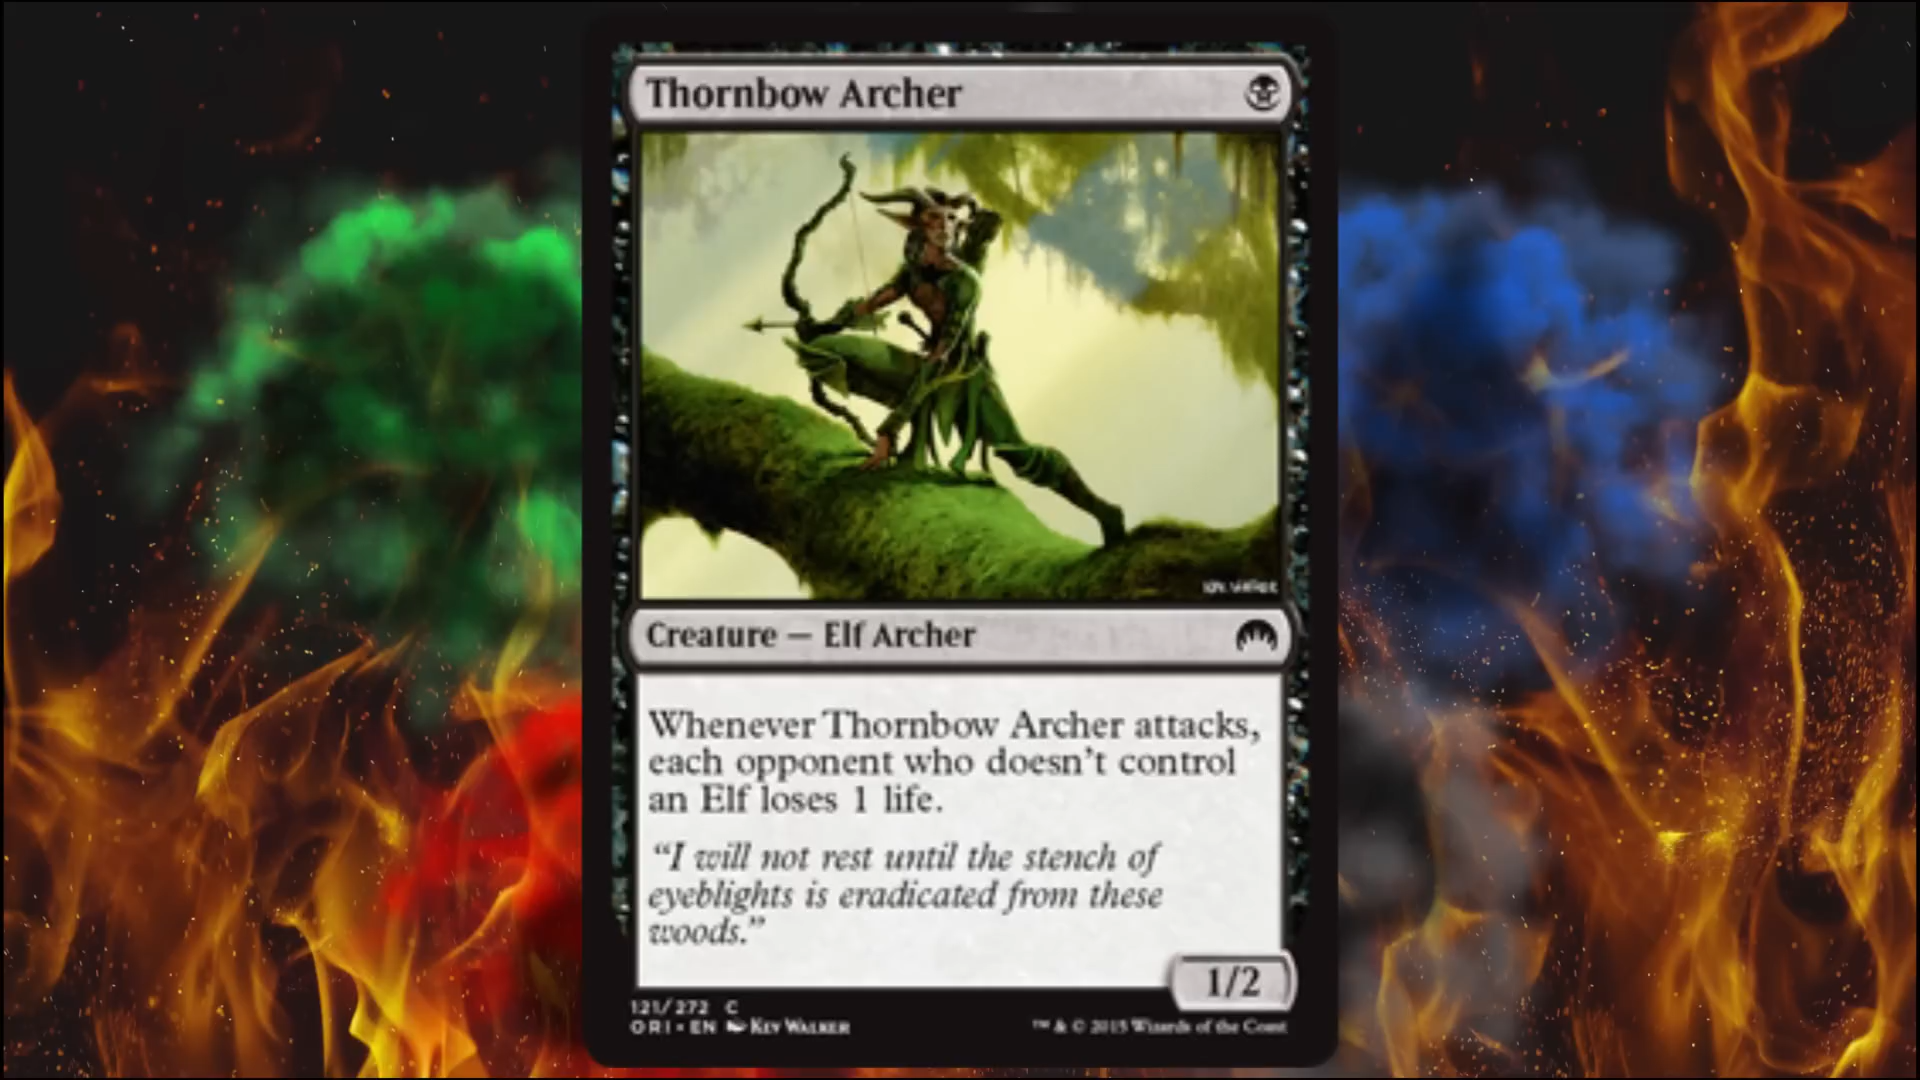 Thornbow Archer
Creature — Elf Archer
Whenever Thornbow Archer attacks,
each opponent who doesn't control
an Elf loses 1 life.
"I will not rest until the stench of
eyeblights is eradicated from these
woods."
1/2
121/272 C
ORI • EN Kev Walker
™ & © 2015 Wizards of the Coast